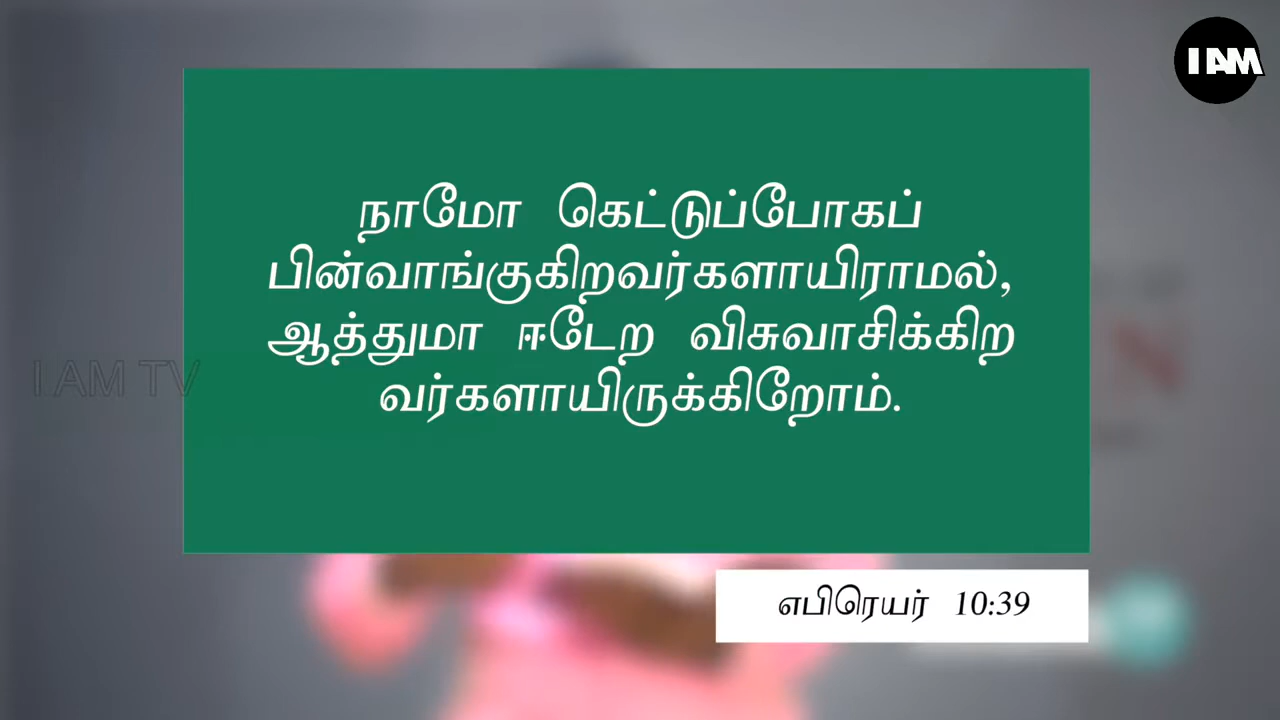 I AM
நாமோ கெட்டுப்போகப்
பின்வாங்குகிறவர்களாயிராமல்,
ஆத்துமா ஈடேற விசுவாசிக்கிற
வர்களாயிருக்கிறோம்.
I.AM TV
எபிரெயர் 10:39